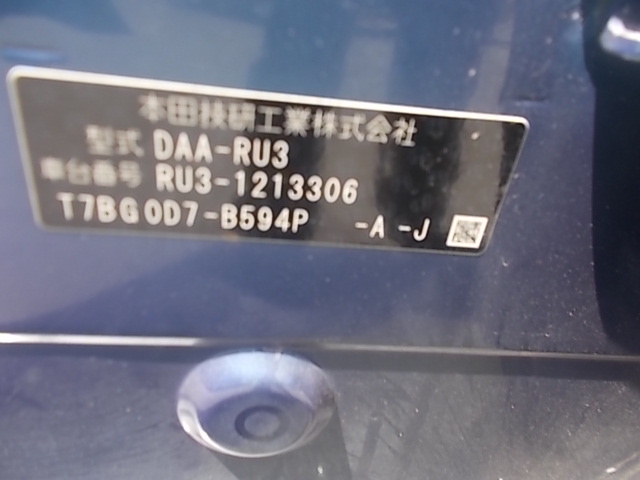 本田技研工業株式会社
型式 DAA-RU3
車台番号 RU3-1213306
T7BG0D7-B594P -A -J